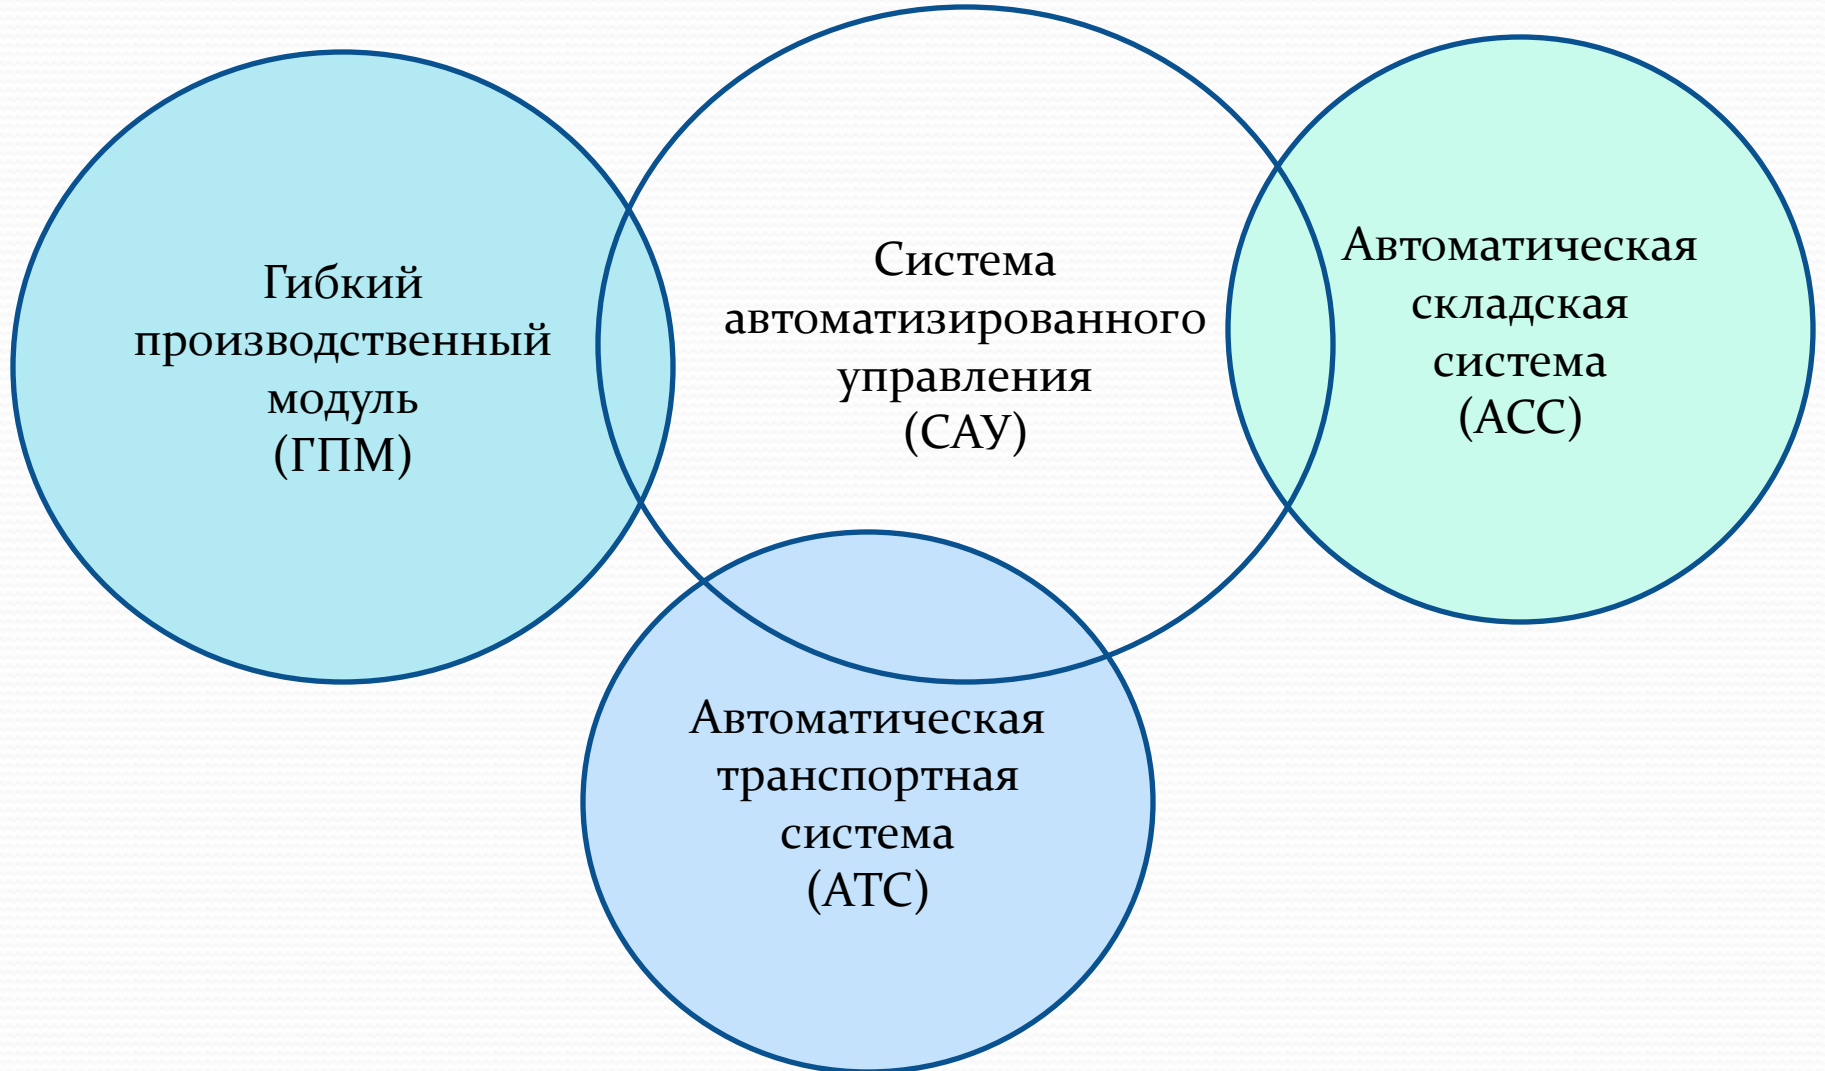 Гибкий
производственный
модуль
(ГПМ)
Система
автоматизированного
управления
(САУ)
Автоматическая
складская
система
(АСС)
Автоматическая
транспортная
система
(АТС)